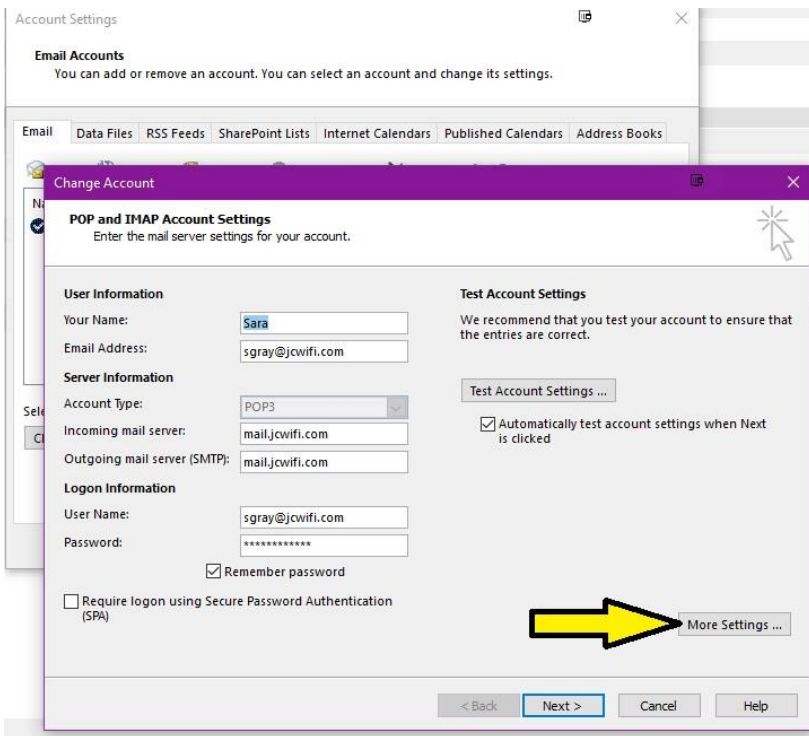 Account Settings
Email Accounts
You can add or remove an account. You can select an account and change its settings.
Email Data Files RSS Feeds SharePoint Lists Internet Calendars Published Calendars Address Books
Change Account
POP and IMAP Account Settings
Enter the mail server settings for your account.
User Information
Your Name: Sara
Email Address: sgray@jcwifi.com
Server Information
Account Type: POP3
Incoming mail server: mail.jcwifi.com
Outgoing mail server (SMTP): mail.jcwifi.com
Logon Information
User Name: sgray@jcwifi.com
Password: ************
Remember password
Require logon using Secure Password Authentication
(SPA)
Test Account Settings
We recommend that you test your account to ensure that
the entries are correct.
Test Account Settings ...
Automatically test account settings when Next
is clicked
More Settings ...
< Back Next > Cancel Help